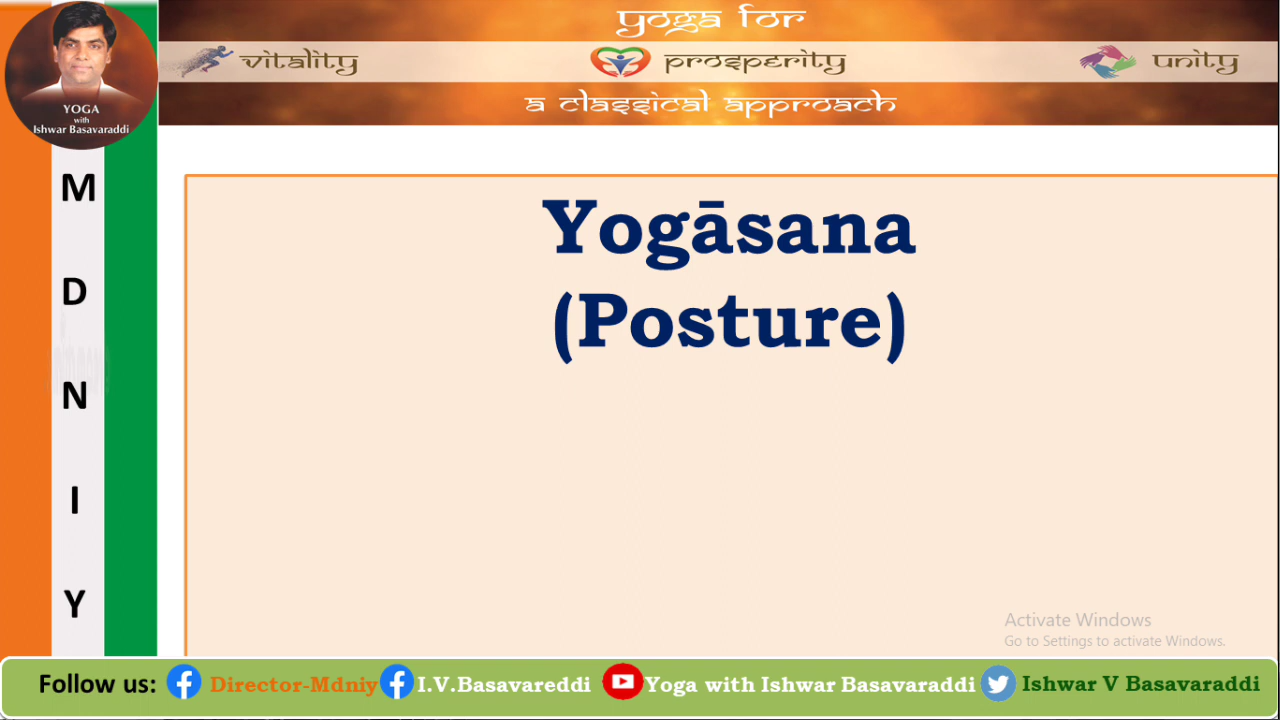 YOGA
with
Ishwar Basavaraddi
yoga for
vitality
prosperity
unity
a classical approach
M
D
N
I
Y
Yogāsana
(Posture)
Activate Windows
Go to Settings to activate Windows.
Follow us: Director-Mdniy I.V.Basavareddi Yoga with Ishwar Basavaraddi Ishwar V Basavaraddi